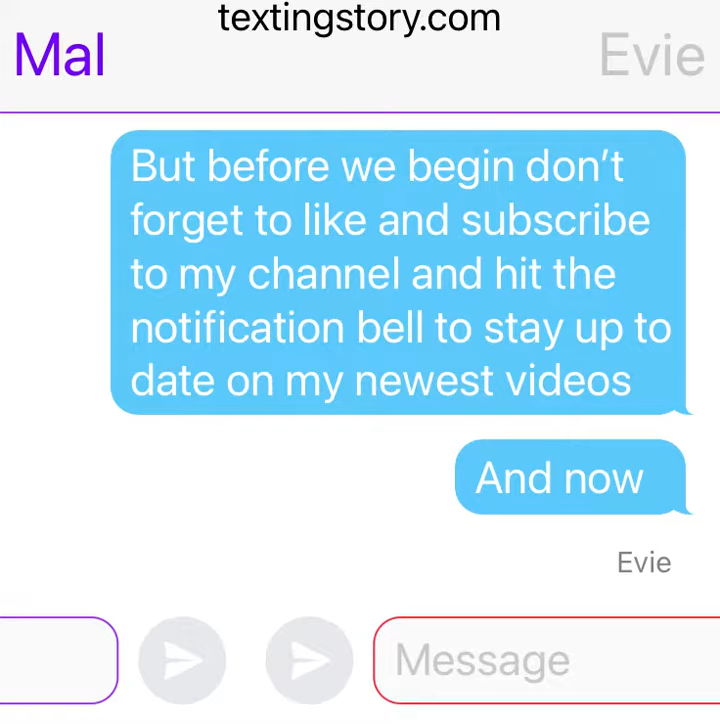 textingstory.com
Mal
Evie
But before we begin don’t
forget to like and subscribe
to my channel and hit the
notification bell to stay up to
date on my newest videos
And now
Evie
Message